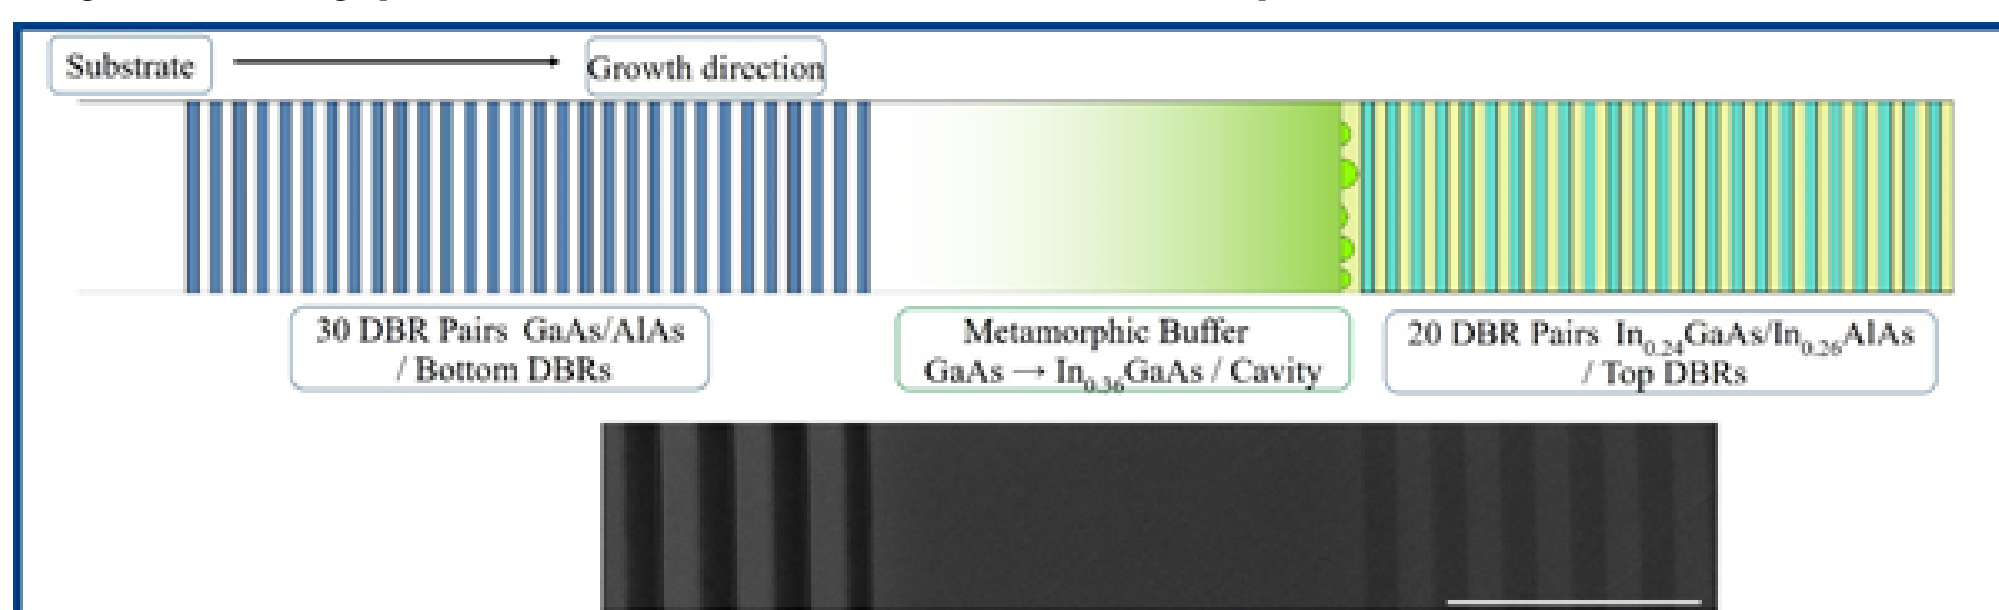 Substrate
Growth direction
30 DBR Pairs GaAs/AlAs
/ Bottom DBRs
Metamorphic Buffer
GaAs → In0.36GaAs / Cavity
20 DBR Pairs In0.24GaAs/In0.26AlAs
/ Top DBRs